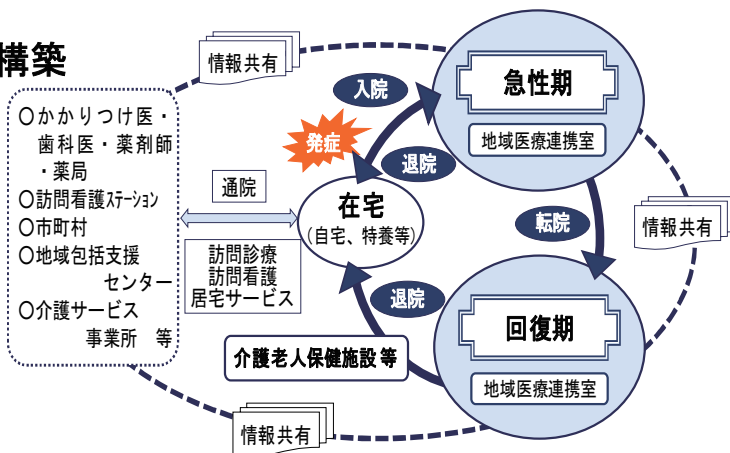 構築
情報共有
〇かかりつけ医・
歯科医・薬剤師
・薬局
〇訪問看護ｽﾃｰｼｮﾝ
〇市町村
〇地域包括支援
センター
〇介護サービス
事業所 等
通院
訪問診療
訪問看護
居宅サービス
発症
在宅
（自宅、特養等）
入院
退院
急性期
地域医療連携室
転院
情報共有
退院
回復期
地域医療連携室
介護老人保健施設等
情報共有